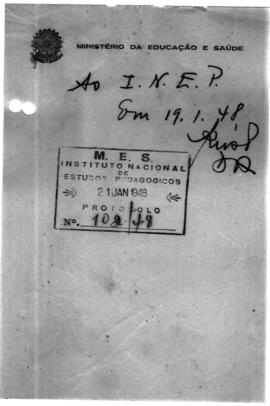 MINISTÉRIO DA EDUCAÇÃO E SAÚDE
Ao I. N. E. P.
Em 19. 1. 48
M. E. S.
INSTITUTO NACIONAL
DE
ESTUDOS PEDAGOGICOS
21 JAN 1948
PROTOCOLO
Nº. 102/48